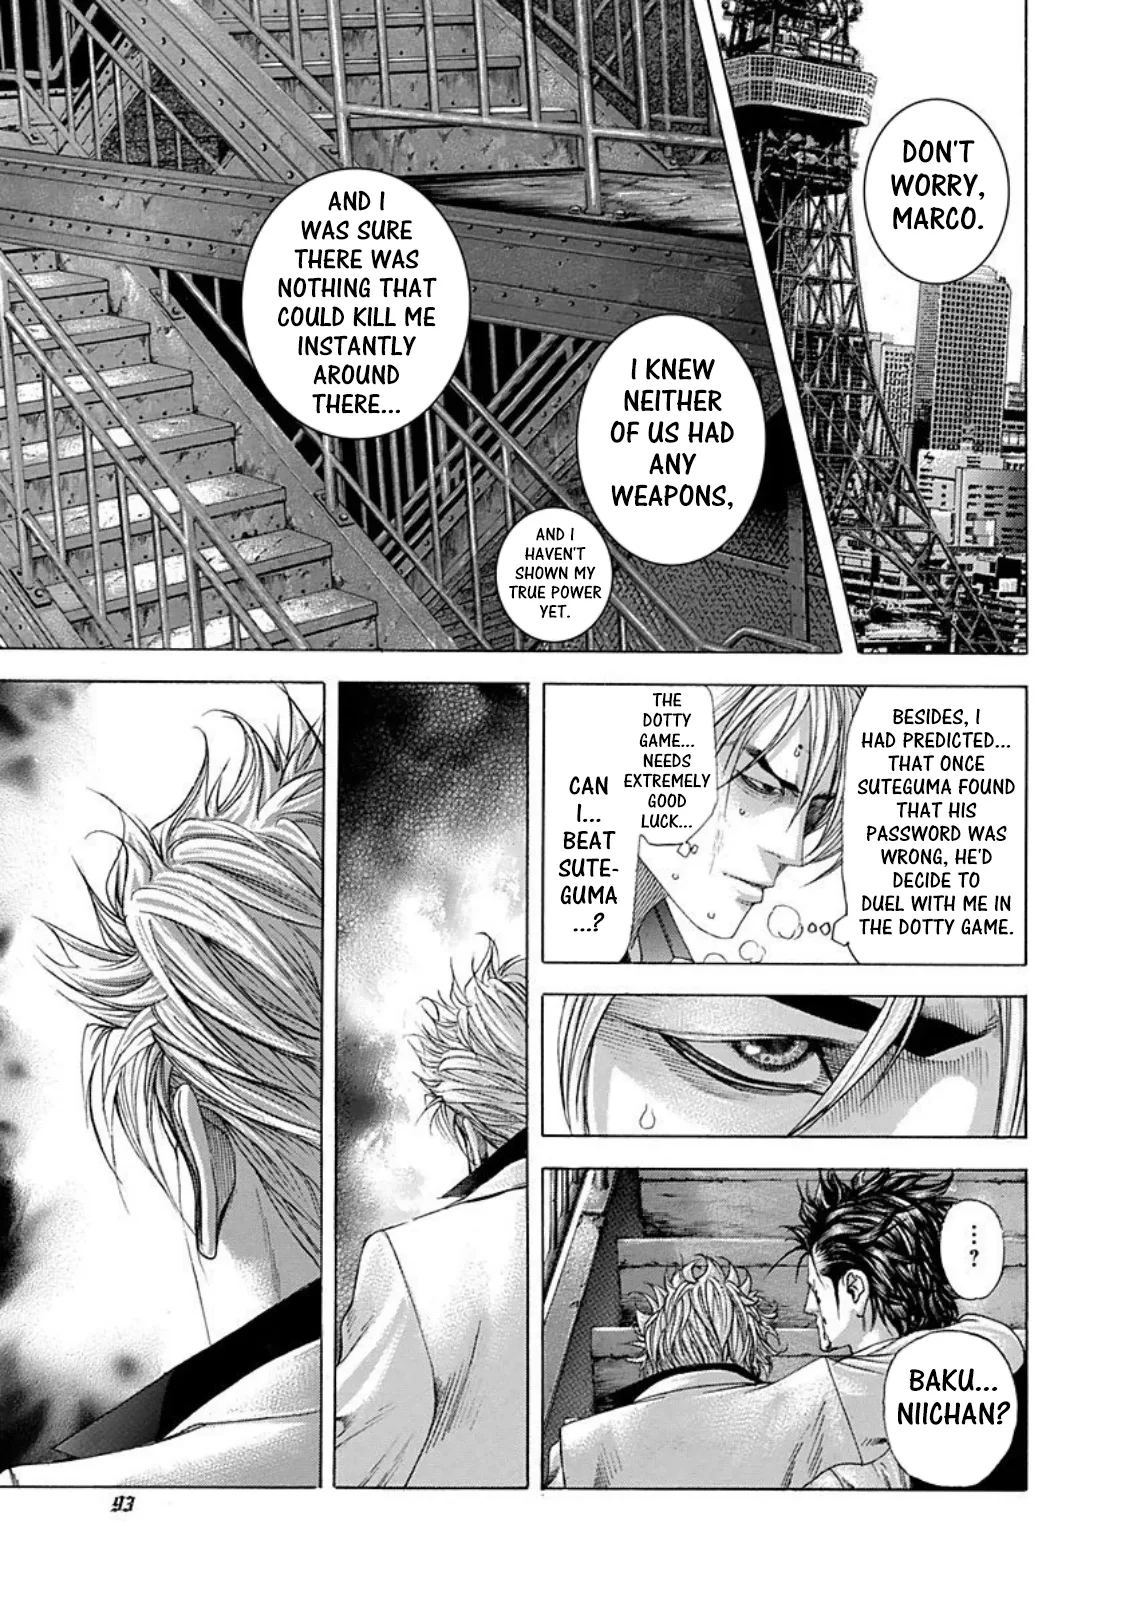 DON'T
WORRY,
MARCO.
I KNEW
NEITHER
OF US HAD
ANY
WEAPONS,
AND I
HAVEN'T
SHOWN MY
TRUE POWER
YET.
AND I
WAS SURE
THERE WAS
NOTHING THAT
COULD KILL ME
INSTANTLY
AROUND
THERE...
BESIDES, I
HAD PREDICTED...
THAT ONCE
SUTEGUMA FOUND
THAT HIS
PASSWORD WAS
WRONG, HE'D
DECIDE TO
DUEL WITH ME IN
THE DOTTY GAME.
THE
DOTTY
GAME...
NEEDS
EXTREMELY
GOOD
LUCK...
CAN
I...
BEAT
SUTE-
GUMA
...?
...?
BAKU...
NIICHAN?
93